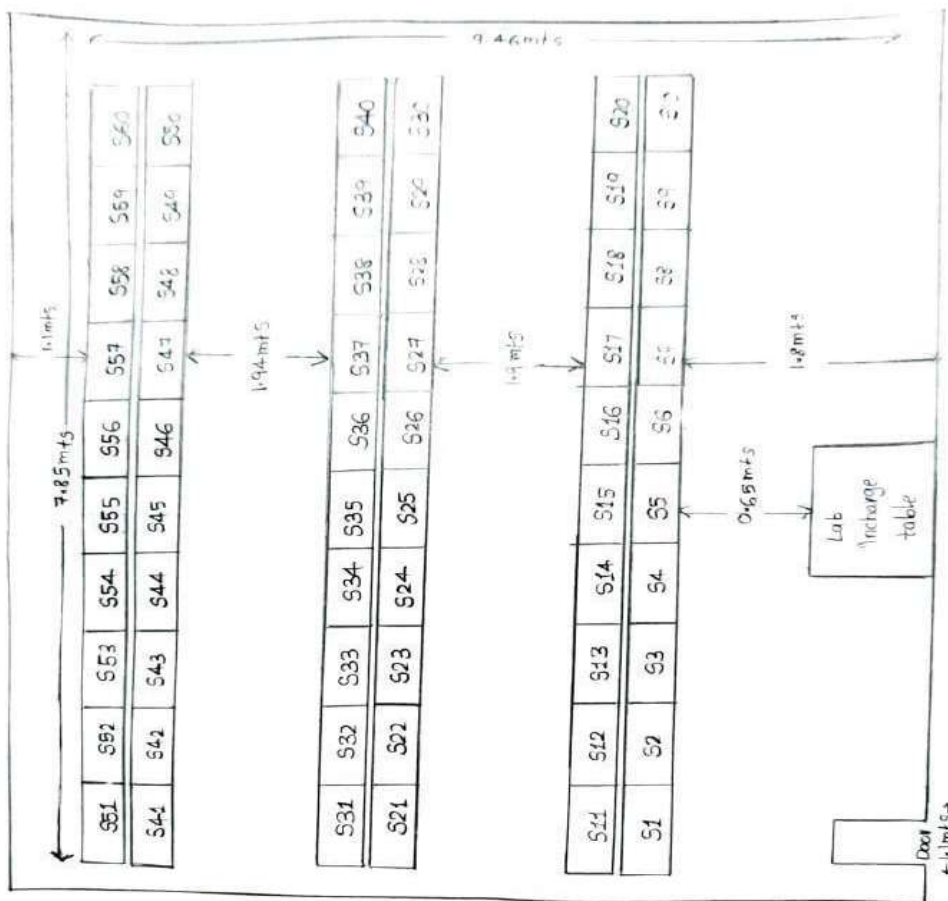 1.1mts
7.85mts
S51 S52 S53 S54 S55 S56 S57 S58 S59 S60
S41 S42 S43 S44 S45 S46 S47 S48 S49 S50
1.94mts
9.46mts
S31 S32 S33 S34 S35 S36 S37 S38 S39 S40
S21 S22 S23 S24 S25 S26 S27 S28 S29 S30
1.9mts
S11 S12 S13 S14 S15 S16 S17 S18 S19 S20
S1 S2 S3 S4 S5 S6 S8 S9
0.65mts
1.8mts
Lab
Incharge
table
Door
1.1mts